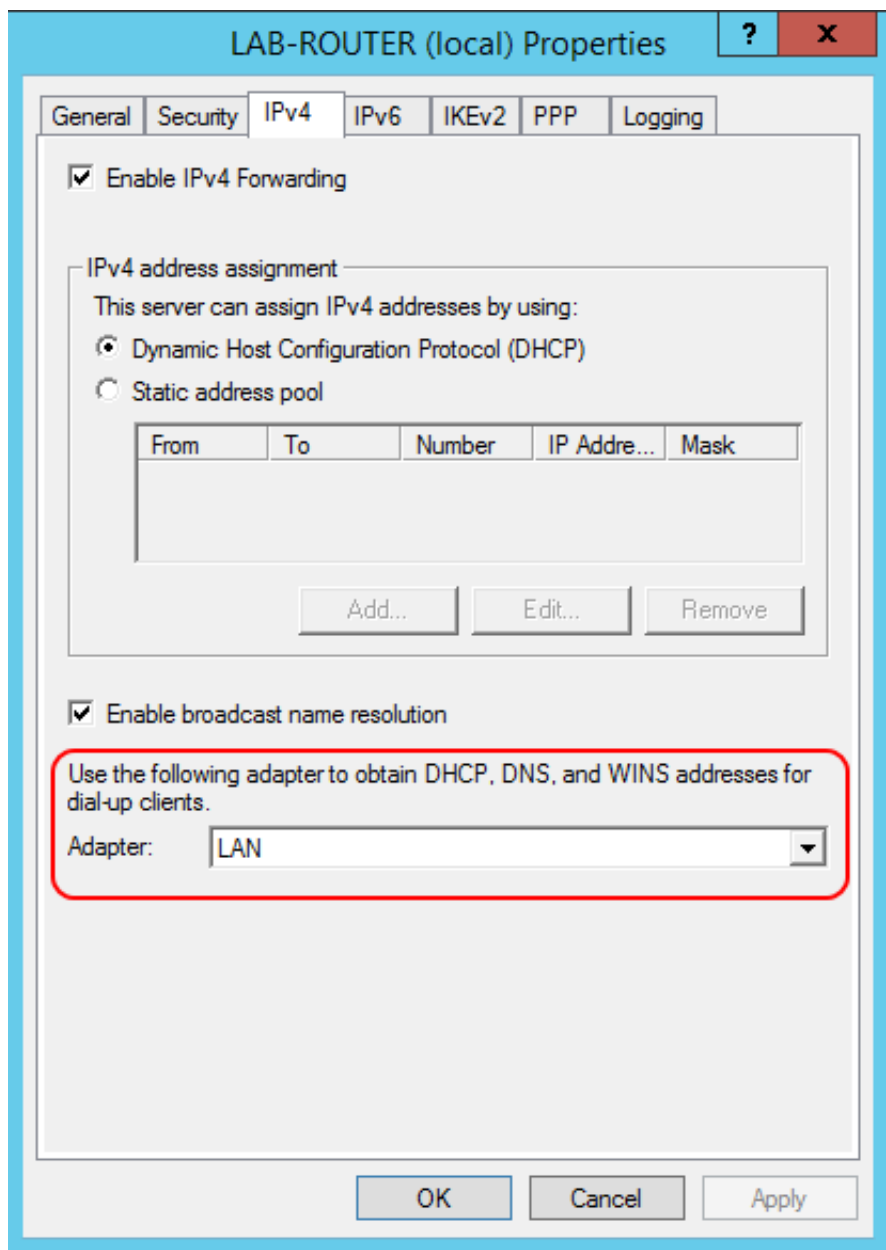 LAB-ROUTER (local) Properties
?
x
General
Security
IPv4
IPv6
IKEv2
PPP
Logging
Enable IPv4 Forwarding
IPv4 address assignment
This server can assign IPv4 addresses by using:
Dynamic Host Configuration Protocol (DHCP)
Static address pool
From
To
Number
IP Addre...
Mask
Add...
Edit...
Remove
Enable broadcast name resolution
Use the following adapter to obtain DHCP, DNS, and WINS addresses for
dial-up clients.
Adapter:
LAN
OK
Cancel
Apply